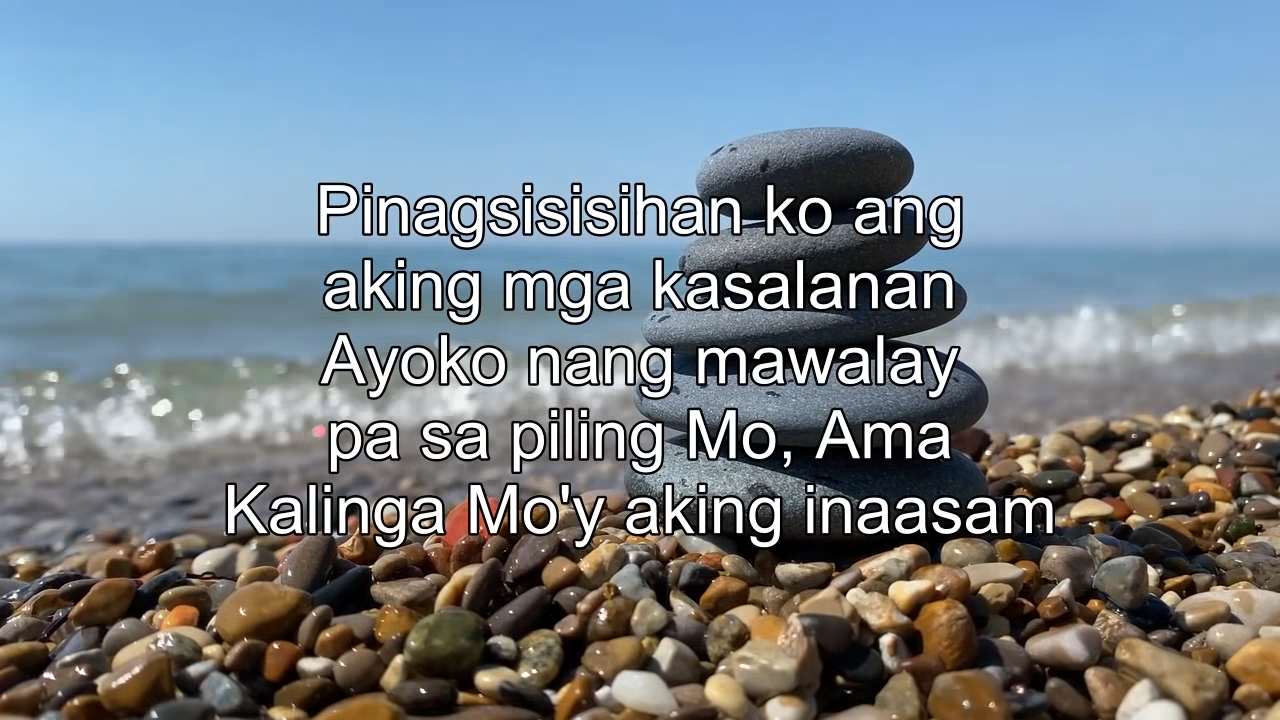 Pinagsisisihan ko ang
aking mga kasalanan
Ayoko nang mawalay
pa sa piling Mo, Ama
Kalinga Mo'y aking inaasam